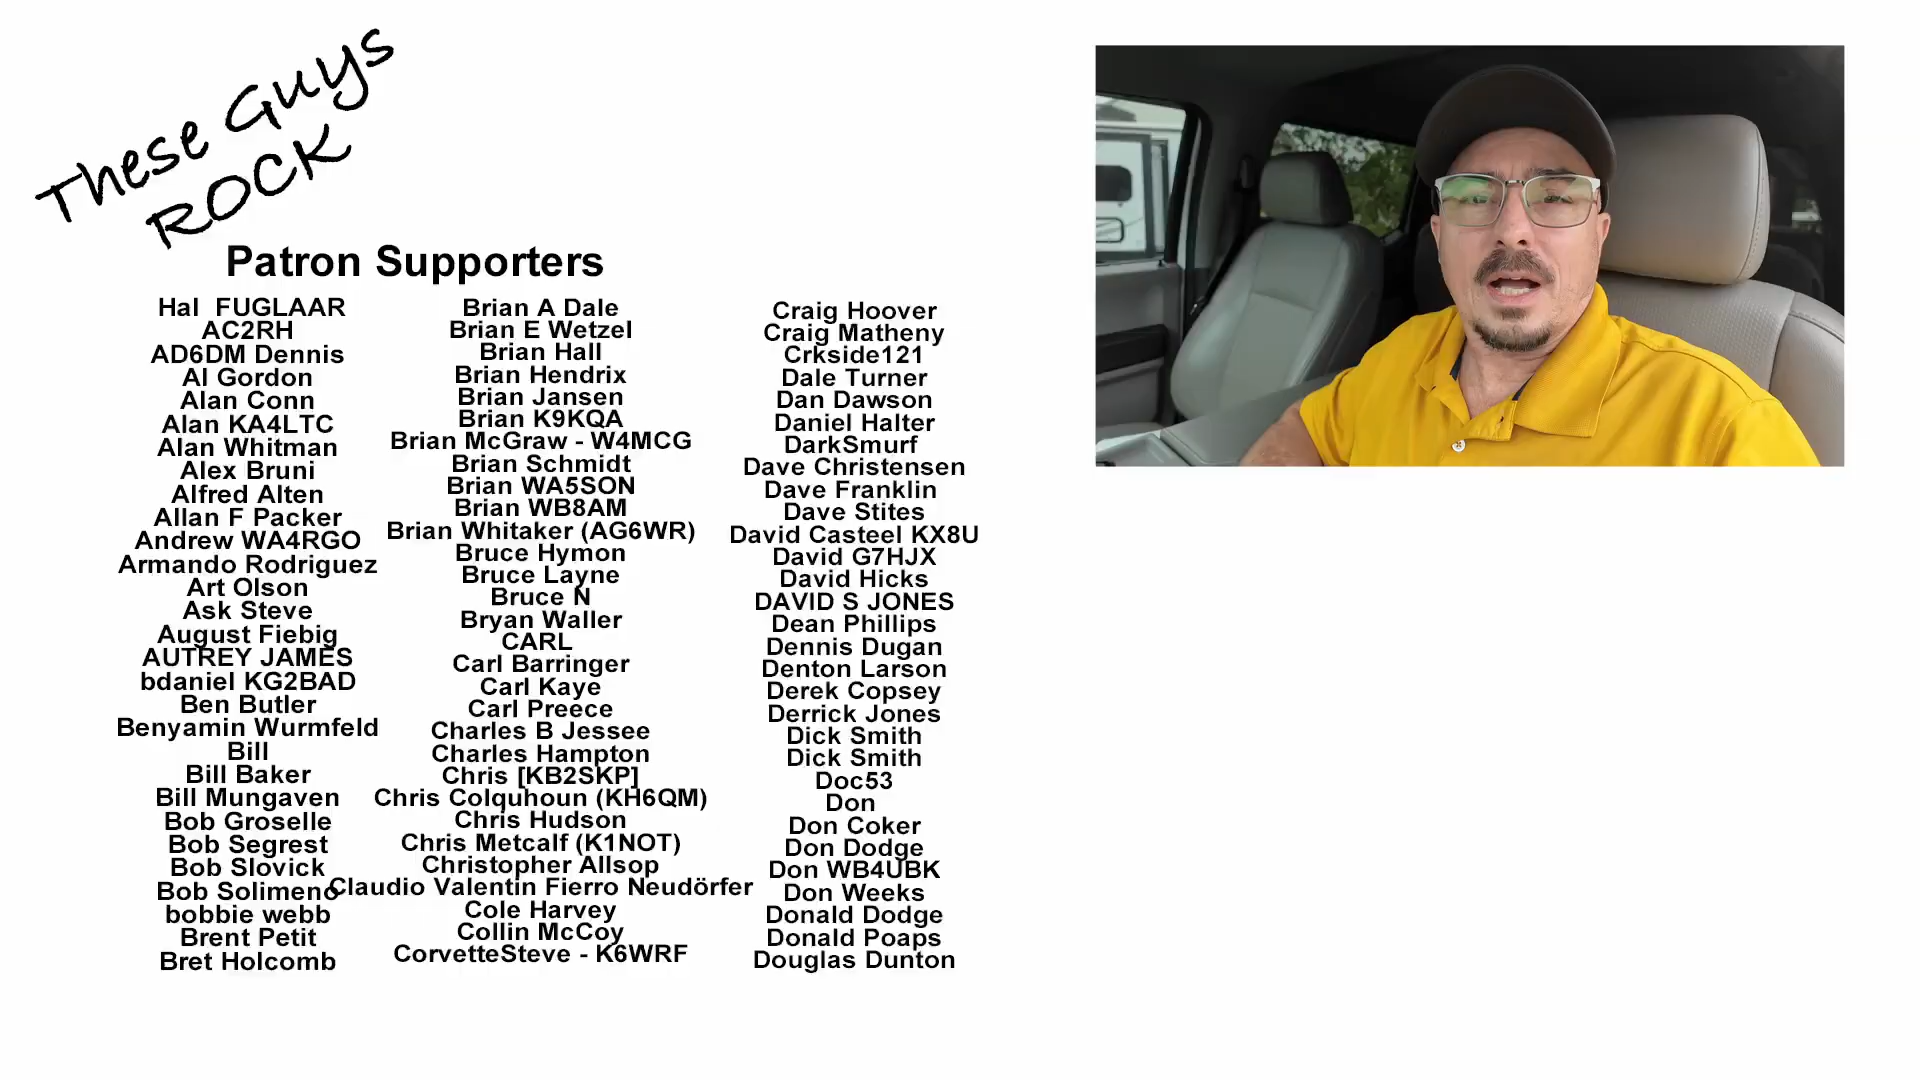 These Guys
ROCK
Patron Supporters
Hal  FUGLAAR
AC2RH
AD6DM Dennis
Al Gordon
Alan Conn
Alan KA4LTC
Alan Whitman
Alex Bruni
Alfred Alten
Allan F Packer
Andrew WA4RGO
Armando Rodriguez
Art Olson
Ask Steve
August Fiebig
AUTREY JAMES
bdaniel KG2BAD
Ben Butler
Benyamin Wurmfeld
Bill
Bill Baker
Bill Mungaven
Bob Groselle
Bob Segrest
Bob Slovick
Bob Solimeno
bobbie webb
Brent Petit
Bret Holcomb
Brian A Dale
Brian E Wetzel
Brian Hall
Brian Hendrix
Brian Jansen
Brian K9KQA
Brian McGraw - W4MCG
Brian Schmidt
Brian WA5SON
Brian WB8AM
Brian Whitaker (AG6WR)
Bruce Hymon
Bruce Layne
Bruce N
Bryan Waller
CARL
Carl Barringer
Carl Kaye
Carl Preece
Charles B Jessee
Charles Hampton
Chris [KB2SKP]
Chris Colquhoun (KH6QM)
Chris Hudson
Chris Metcalf (K1NOT)
Christopher Allsop
Claudio Valentin Fierro Neudörfer
Cole Harvey
Collin McCoy
CorvetteSteve - K6WRF
Craig Hoover
Craig Matheny
Crkside121
Dale Turner
Dan Dawson
Daniel Halter
DarkSmurf
Dave Christensen
Dave Franklin
Dave Stites
David Casteel KX8U
David G7HJX
David Hicks
DAVID S JONES
Dean Phillips
Dennis Dugan
Denton Larson
Derek Copsey
Derrick Jones
Dick Smith
Dick Smith
Doc53
Don
Don Coker
Don Dodge
Don WB4UBK
Don Weeks
Donald Dodge
Donald Poaps
Douglas Dunton